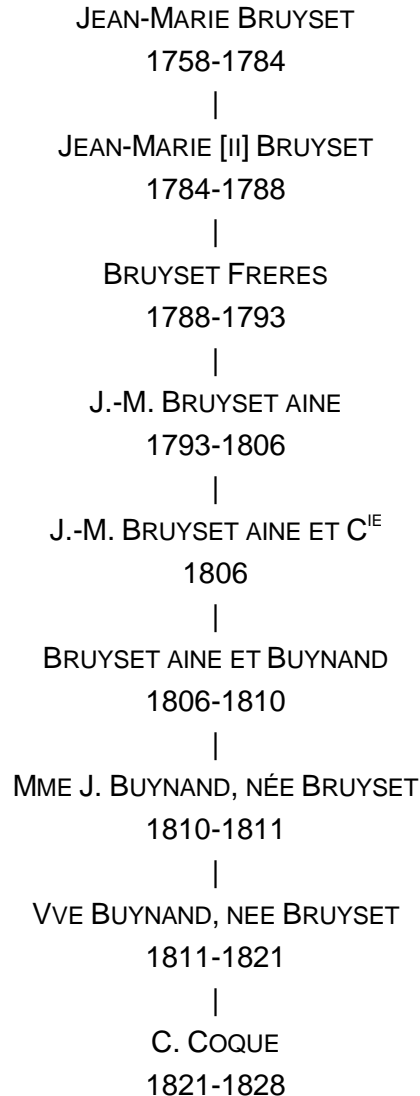 JEAN-MARIE BRUYSET
1758-1784
|
JEAN-MARIE [II] BRUYSET
1784-1788
|
BRUYSET FRERES
1788-1793
|
J.-M. BRUYSET AINE
1793-1806
|
J.-M. BRUYSET AINE ET CIE
1806
|
BRUYSET AINE ET BUYNAND
1806-1810
|
MME J. BUYNAND, NÉE BRUYSET
1810-1811
|
VVE BUYNAND, NEE BRUYSET
1811-1821
|
C. COQUE
1821-1828